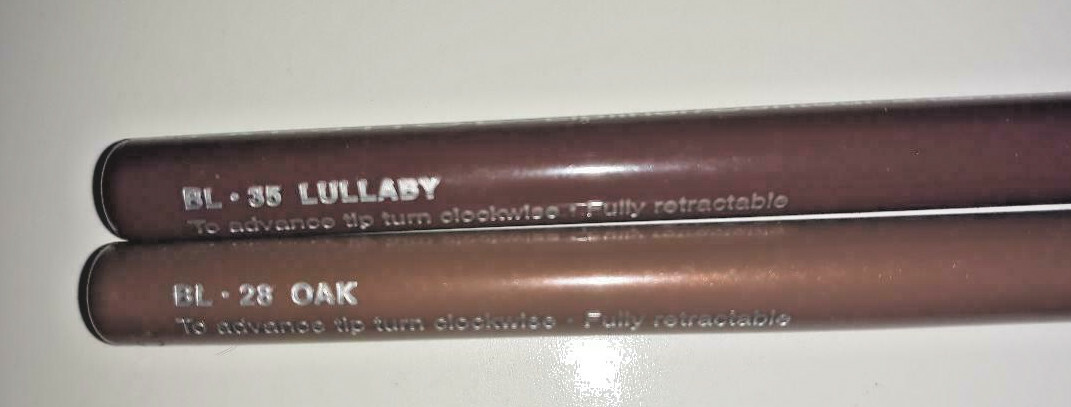 BL • 35 LULLABY
To advance tip turn clockwise • Fully retractable
BL • 28 OAK
To advance tip turn clockwise • Fully retractable